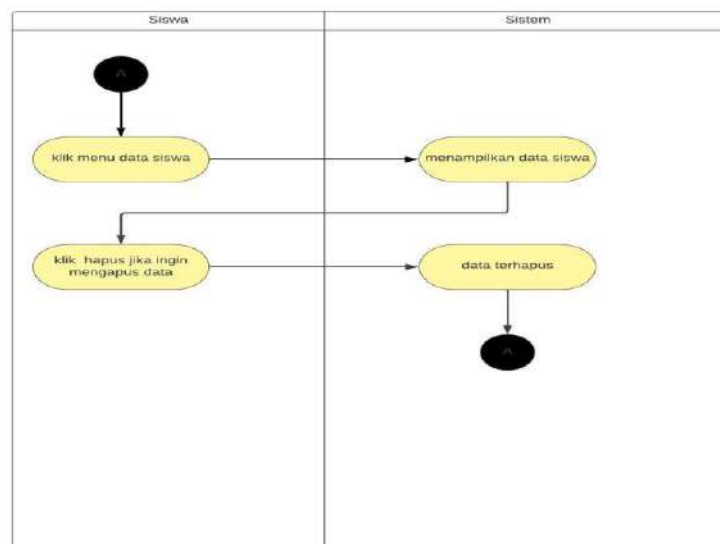 Siswa
Sistem
A
klik menu data siswa
menampilkan data siswa
klik hapus jika ingin
mengapus data
data terhapus
A